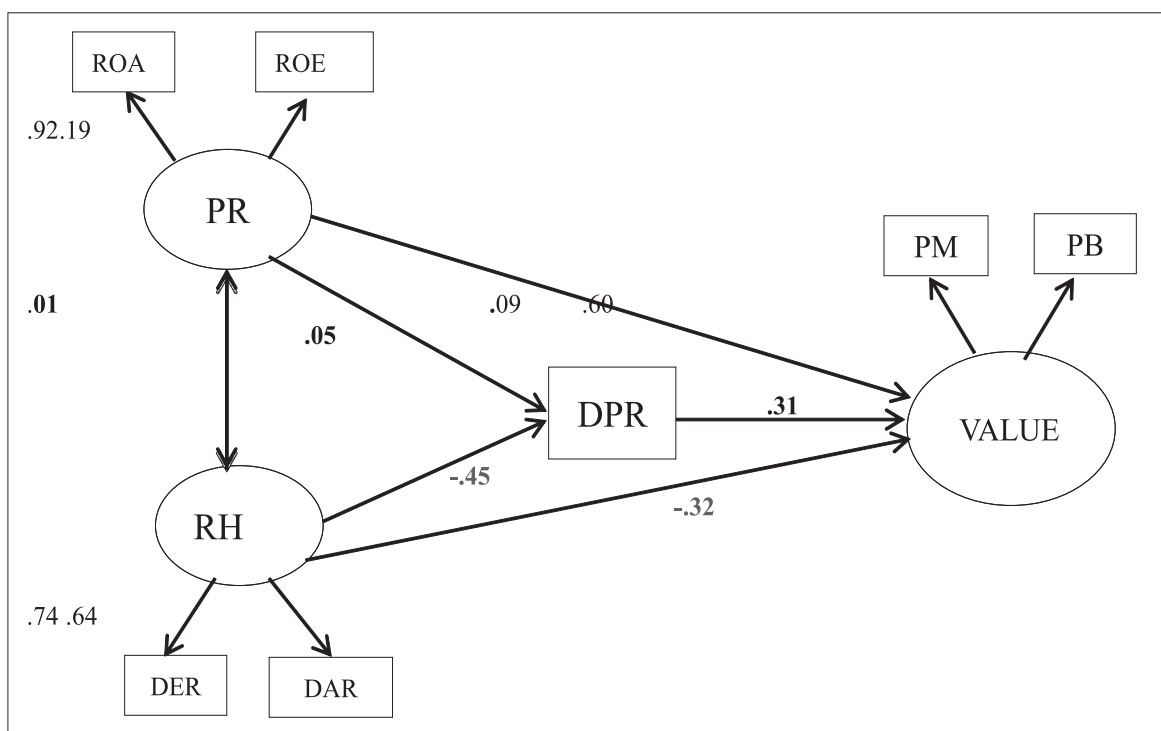 ROA ROE
.92.19
PR
PM PB
.01
.09 .60
.05
DPR
.31
VALUE
-.45
-.32
RH
.74 .64
DER DAR